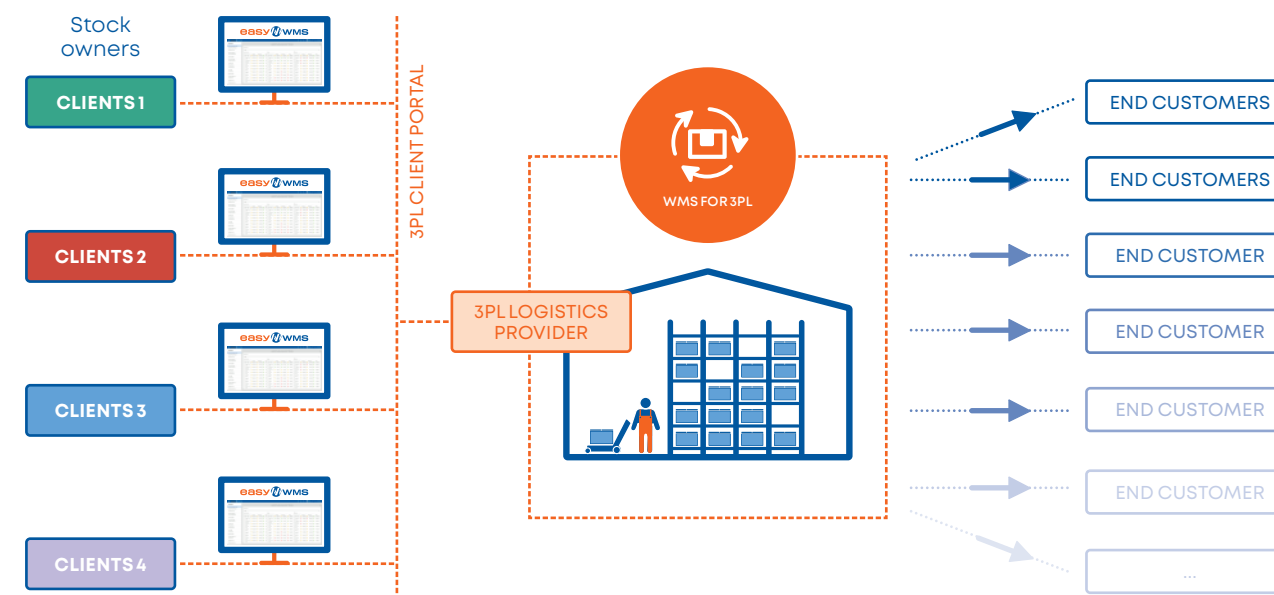 Stock
owners
easy WMS
CLIENTS 1
easy WMS
CLIENTS 2
easy WMS
CLIENTS 3
easy WMS
CLIENTS 4
3PL CLIENT PORTAL
WMS FOR 3PL
3PL LOGISTICS
PROVIDER
END CUSTOMERS
END CUSTOMERS
END CUSTOMER
END CUSTOMER
END CUSTOMER
END CUSTOMER
...